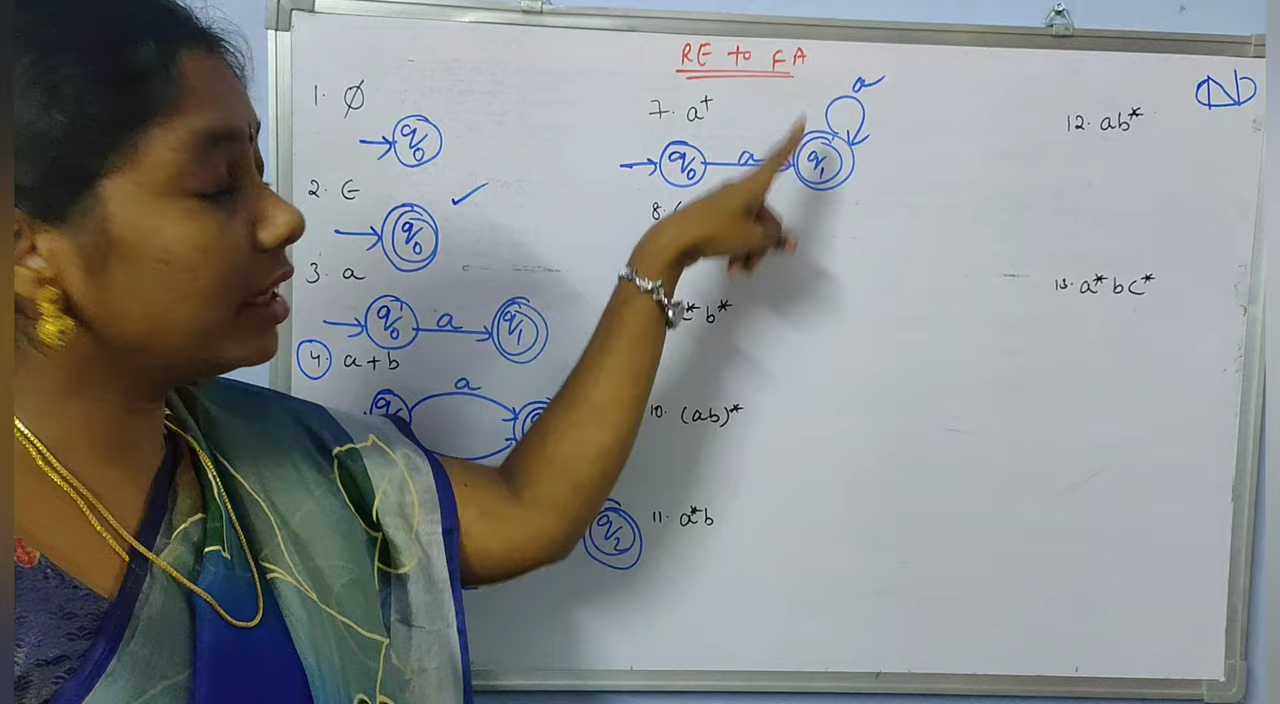 RE to FA
1. ∅
q0
2. ∈
q0
3. a
q0 a q1
4. a+b
a
q2
7. a⁺
a
q0 a q1
8.
b*
10. (ab)*
11. a*b
12. ab*
13. a*bc*